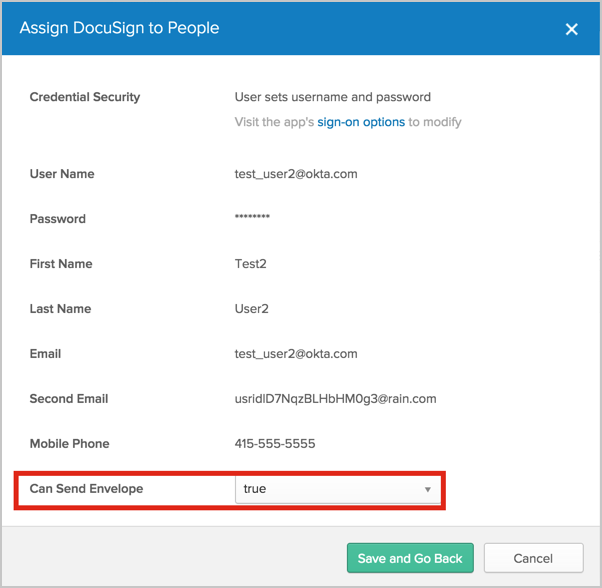 Assign DocuSign to People
Credential Security User sets username and password
Visit the app's sign-on options to modify
User Name test_user2@okta.com
Password ********
First Name Test2
Last Name User2
Email test_user2@okta.com
Second Email usridlD7NqzBLHbHM0g3@rain.com
Mobile Phone 415-555-5555
Can Send Envelope true
Save and Go Back Cancel